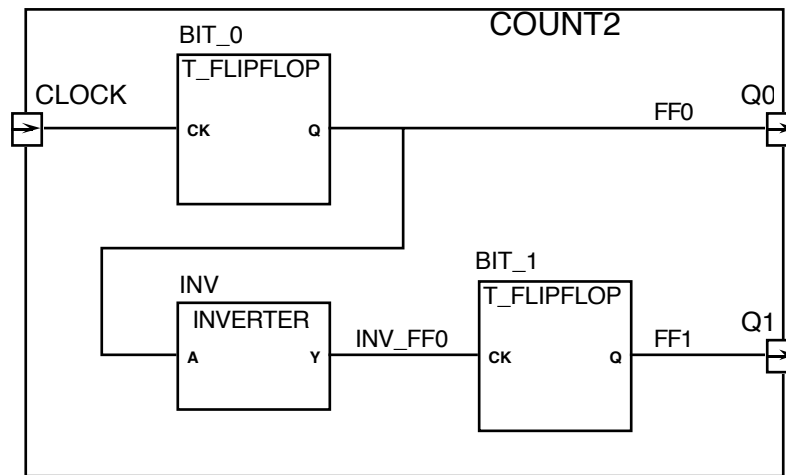 COUNT2
BIT_0
T_FLIPFLOP
CLOCK
Q0
CK
Q
FF0
BIT_1
INV
T_FLIPFLOP
INVERTER
Q1
INV_FF0
FF1
A
Y
CK
Q